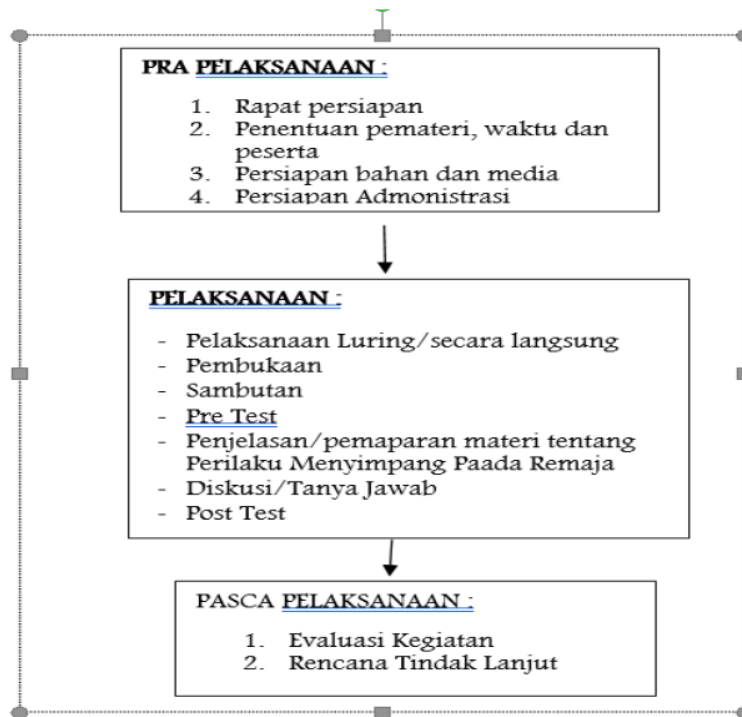 PRA PELAKSANAAN :
1. Rapat persiapan
2. Penentuan pemateri, waktu dan
peserta
3. Persiapan bahan dan media
4. Persiapan Admonistrasi
PELAKSANAAN :
- Pelaksanaan Luring/secara langsung
- Pembukaan
- Sambutan
- Pre Test
- Penjelasan/pemaparan materi tentang
Perilaku Menyimpang Paada Remaja
- Diskusi/Tanya Jawab
- Post Test
PASCA PELAKSANAAN :
1. Evaluasi Kegiatan
2. Rencana Tindak Lanjut